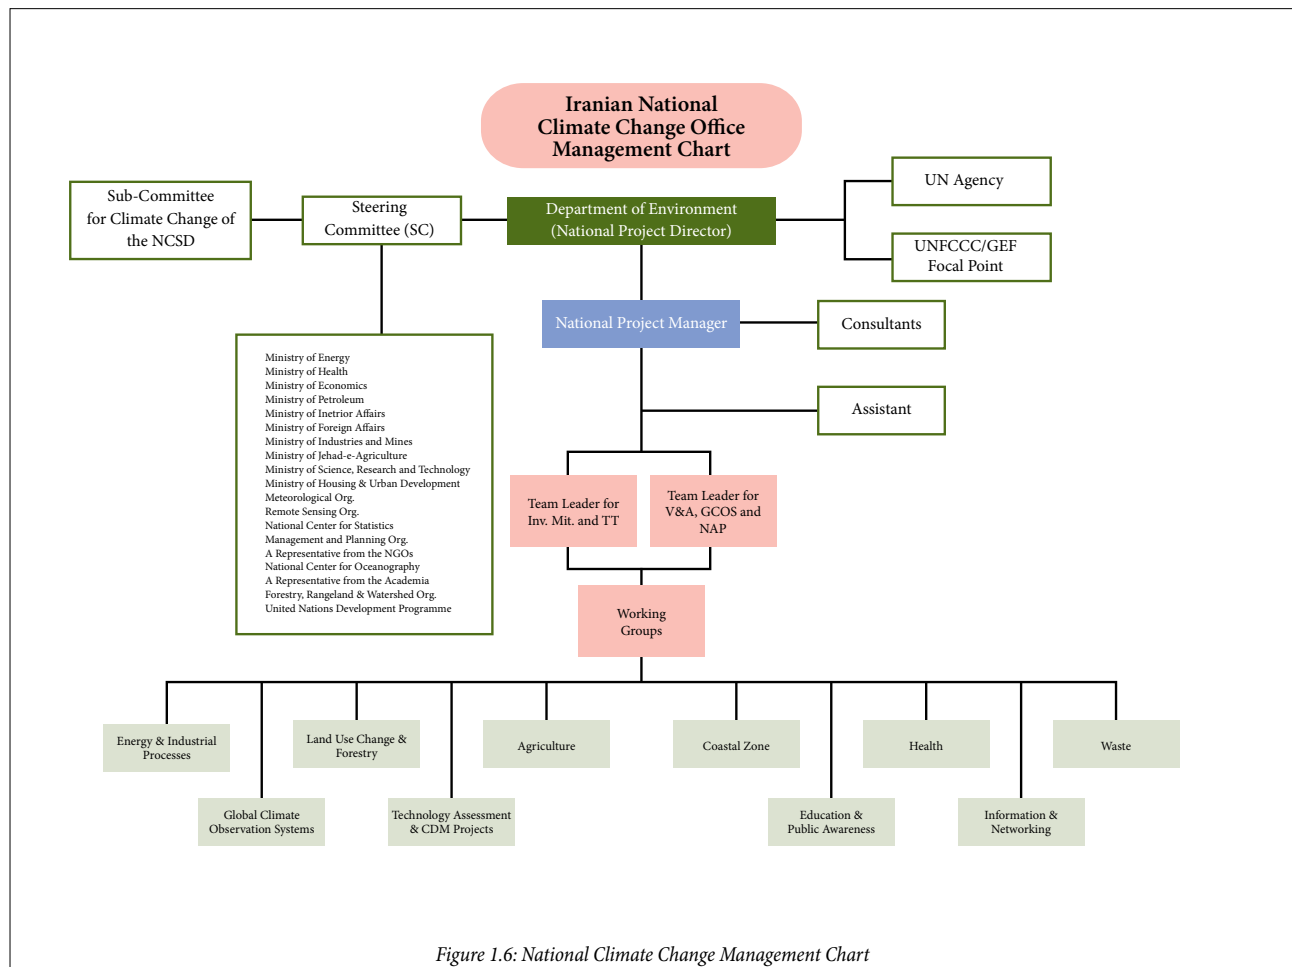 Iranian National
Climate Change Office
Management Chart
Sub-Committee
for Climate Change of
the NCSD
Steering
Committee (SC)
Department of Environment
(National Project Director)
UN Agency
UNFCCC/GEF
Focal Point
National Project Manager
Consultants
Assistant
Ministry of Energy
Ministry of Health
Ministry of Economics
Ministry of Petroleum
Ministry of Inetrior Affairs
Ministry of Foreign Affairs
Ministry of Industries and Mines
Ministry of Jehad-e-Agriculture
Ministry of Science, Research and Technology
Ministry of Housing & Urban Development
Meteorological Org.
Remote Sensing Org.
National Center for Statistics
Management and Planning Org.
A Representative from the NGOs
National Center for Oceanography
A Representative from the Academia
Forestry, Rangeland & Watershed Org.
United Nations Development Programme
Team Leader for
Inv. Mit. and TT
Team Leader for
V&A, GCOS and
NAP
Working
Groups
Energy & Industrial
Processes
Land Use Change &
Forestry
Agriculture
Coastal Zone
Health
Waste
Global Climate
Observation Systems
Technology Assessment
& CDM Projects
Education &
Public Awareness
Information &
Networking
Figure 1.6: National Climate Change Management Chart